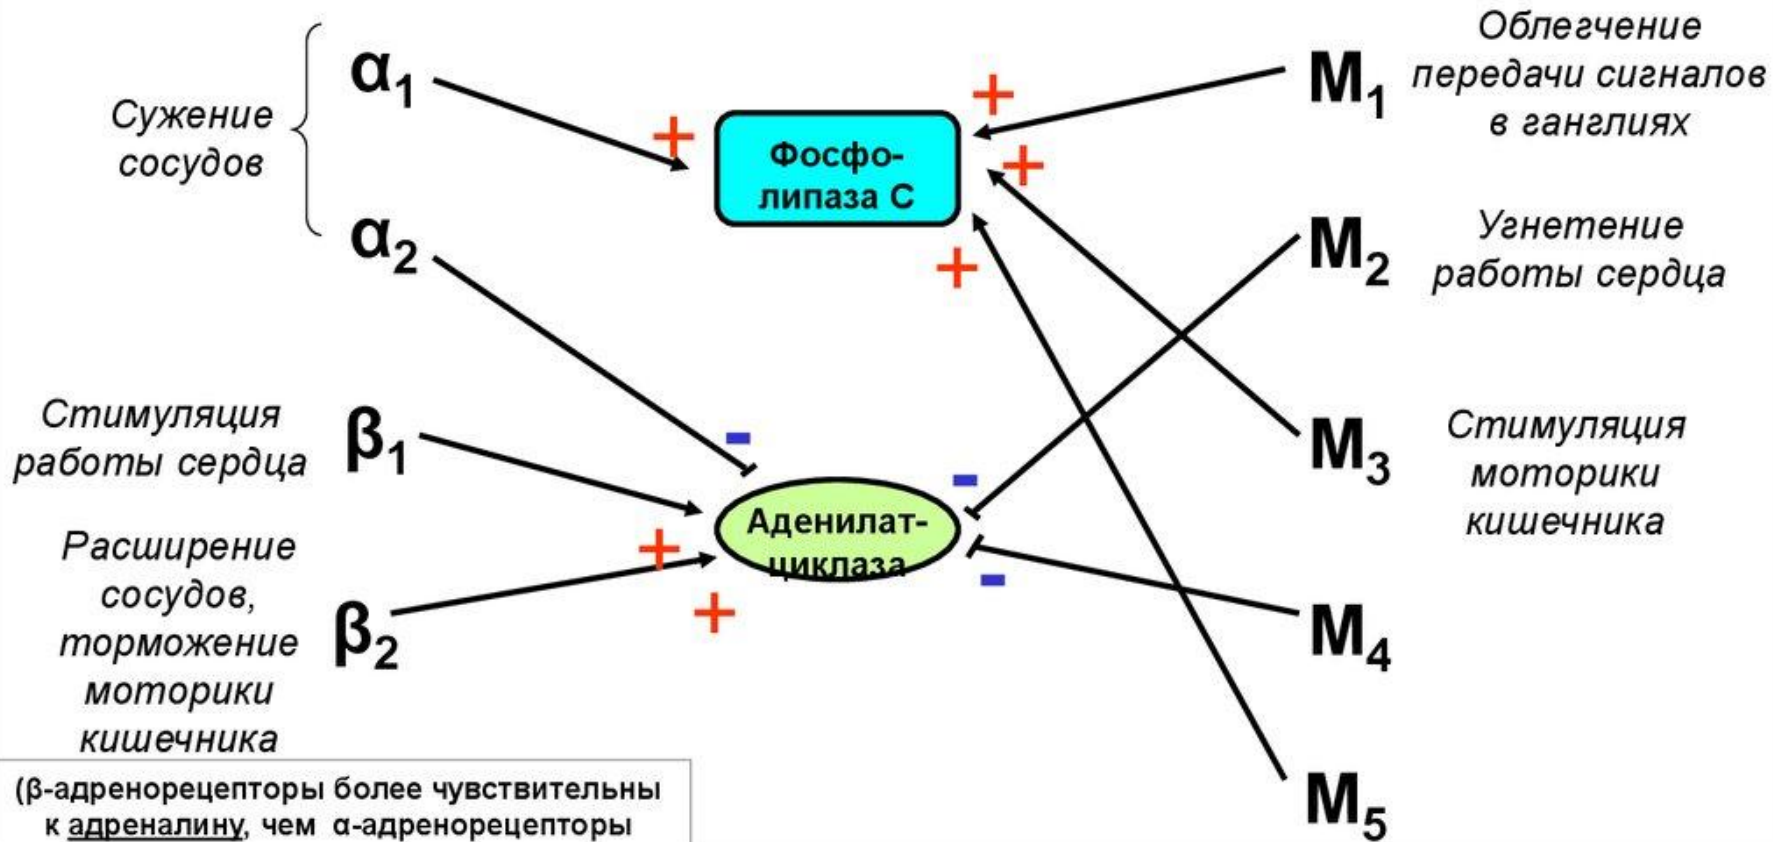 Сужение
сосудов
α1
α2
Стимуляция
работы сердца
β1
Расширение
сосудов,
торможение
моторики
кишечника
β2
(β-адренорецепторы более чувствительны
к адреналину, чем α-адренорецепторы
+
Фосфо-
липаза С
+
+
+
-
Аденилат-
циклаза
+
+
-
-
M1
Облегчение
передачи сигналов
в ганглиях
M2
Угнетение
работы сердца
M3
Стимуляция
моторики
кишечника
M4
M5